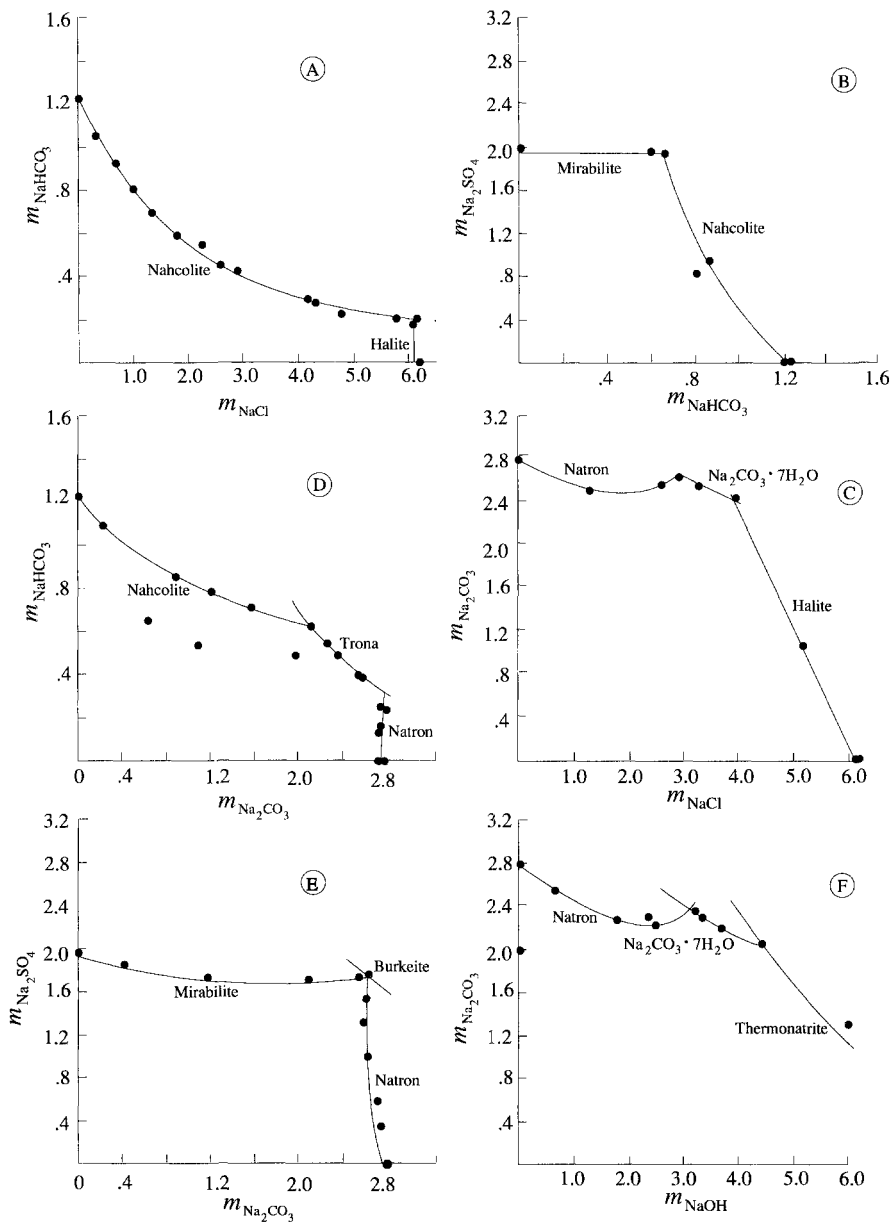 1.6
A
1.2
m NaHCO3
.8
Nahcolite
.4
Halite
1.0 2.0 3.0 4.0 5.0 6.0
m NaCl
3.2
B
2.8
2.4
2.0
m Na2SO4
Mirabilite
1.6
Nahcolite
1.2
.8
.4
.4 .8 1.2 1.6
m NaHCO3
1.6
D
1.2
m NaHCO3
.8
Nahcolite
Trona
.4
Natron
0 .4 1.2 2.0 2.8
m Na2CO3
3.2
2.8
Natron
Na2CO3 · 7H2O
C
2.4
2.0
m Na2CO3
1.6
Halite
1.2
.8
.4
1.0 2.0 3.0 4.0 5.0 6.0
m NaCl
3.2
E
2.8
2.4
2.0
Burkeite
m Na2SO4
Mirabilite
1.6
1.2
.8
Natron
.4
0 .4 1.2 2.0 2.8
m Na2CO3
3.2
F
2.8
2.4
Natron
Na2CO3 · 7H2O
2.0
m Na2CO3
1.6
Thermonatrite
1.2
.8
.4
1.0 2.0 3.0 4.0 5.0 6.0
m NaOH